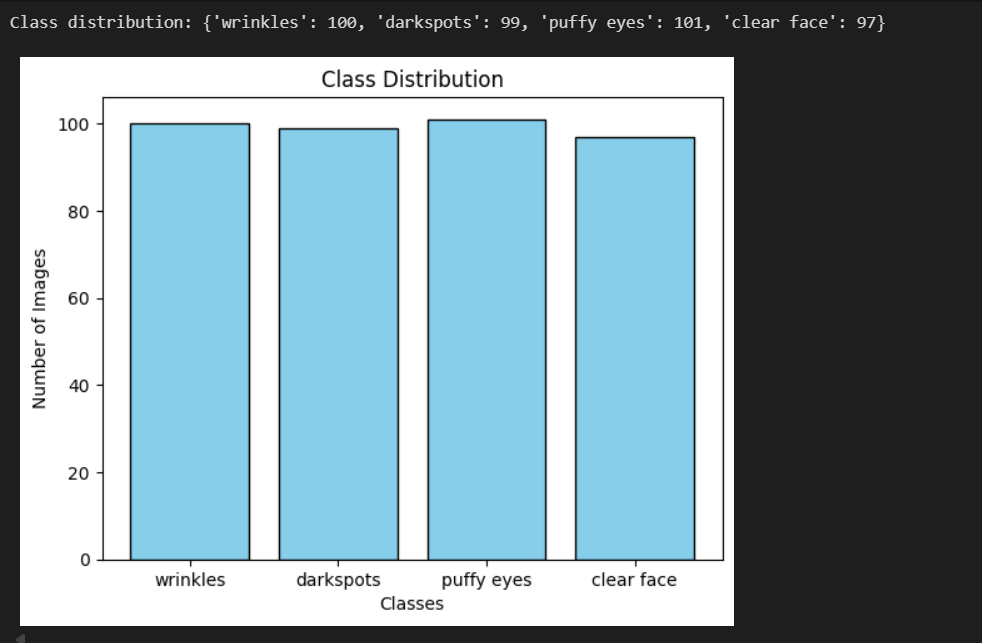 Class distribution: {'wrinkles': 100, 'darkspots': 99, 'puffy eyes': 101, 'clear face': 97}
Class Distribution
Number of Images
100
80
60
40
20
0
wrinkles darkspots puffy eyes clear face
Classes